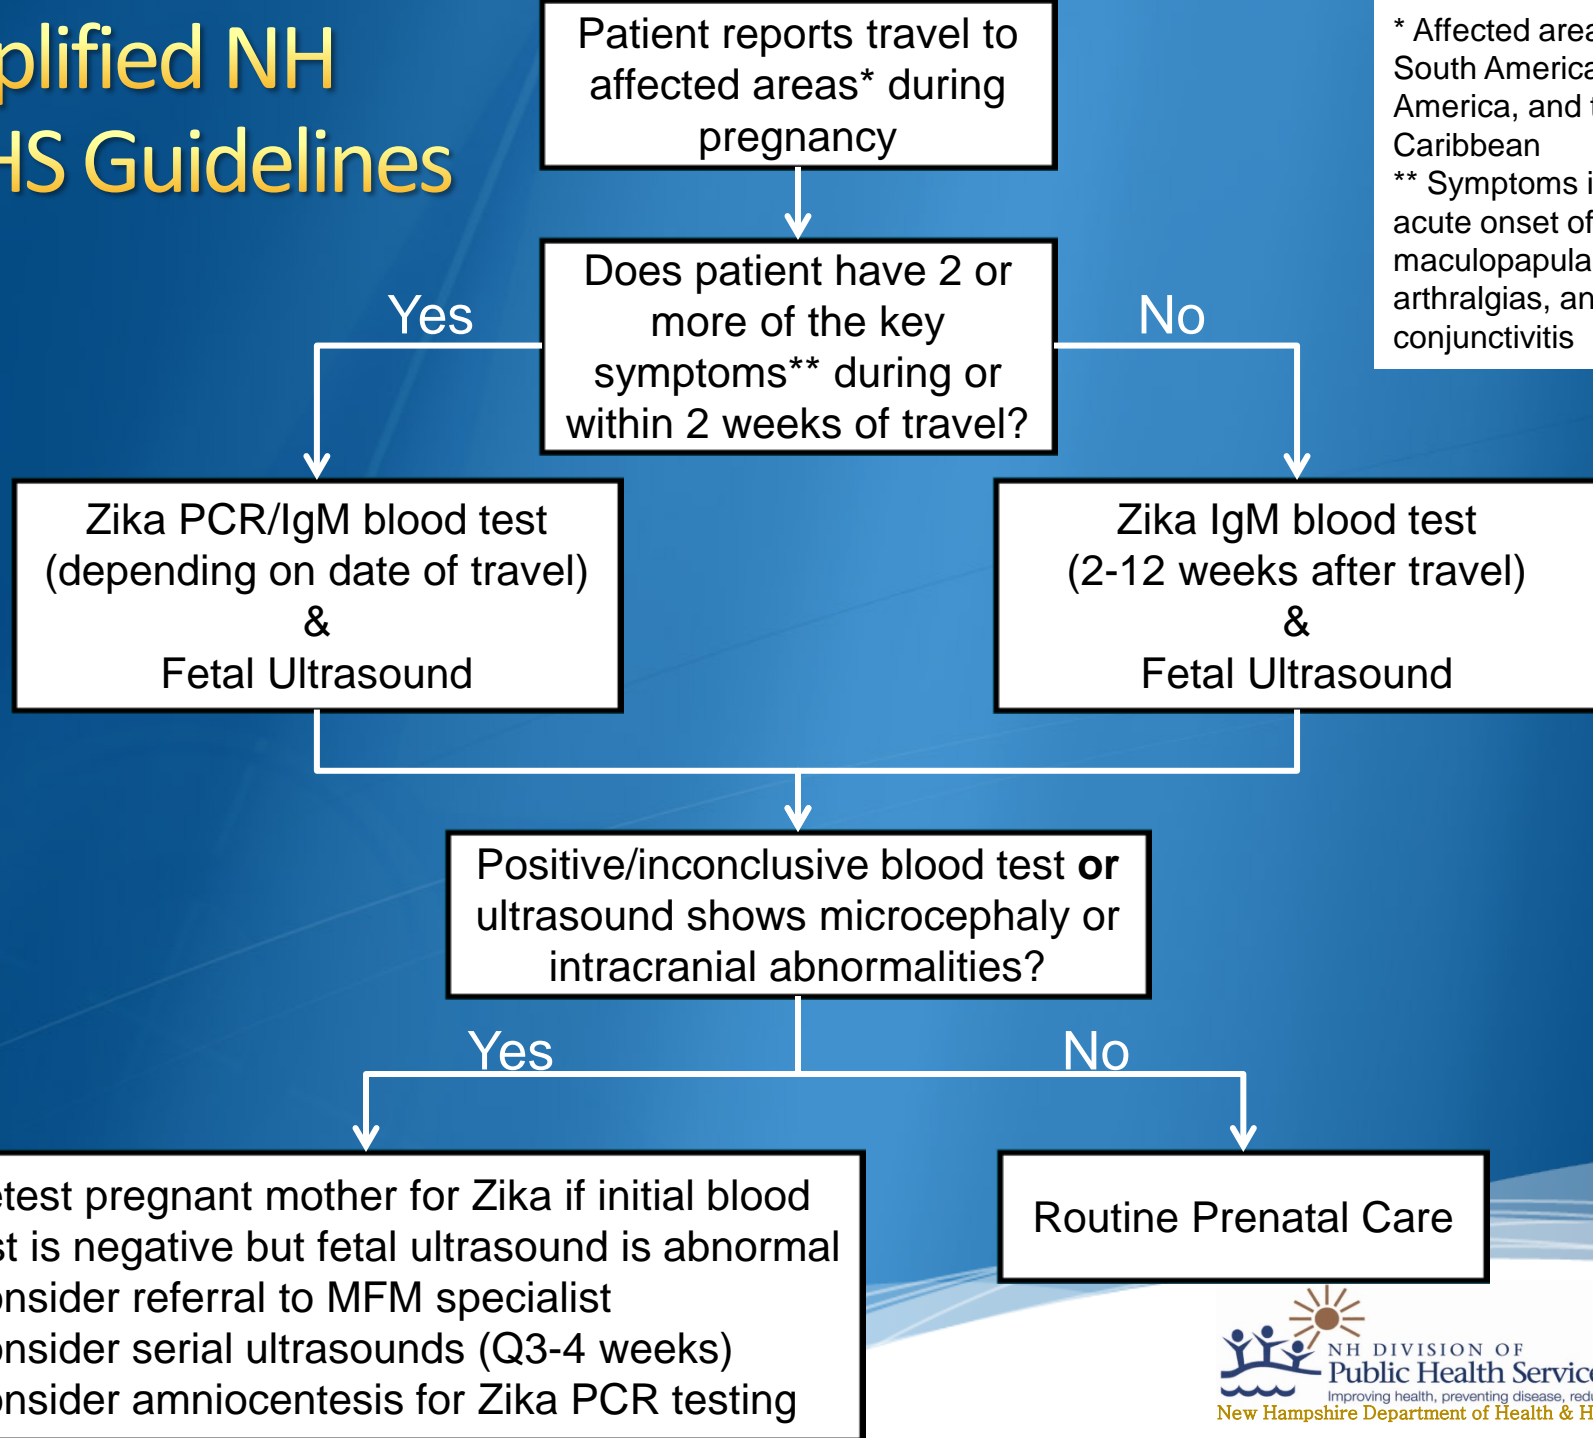 plified NH
HS Guidelines
Patient reports travel to
affected areas* during
pregnancy
* Affected area
South America
America, and t
Caribbean
** Symptoms i
acute onset of
maculopapula
arthralgias, an
conjunctivitis
Does patient have 2 or
more of the key
symptoms** during or
within 2 weeks of travel?
Yes
No
Zika PCR/IgM blood test
(depending on date of travel)
&
Fetal Ultrasound
Zika IgM blood test
(2-12 weeks after travel)
&
Fetal Ultrasound
Positive/inconclusive blood test or
ultrasound shows microcephaly or
intracranial abnormalities?
Yes
No
etest pregnant mother for Zika if initial blood
st is negative but fetal ultrasound is abnormal
onsider referral to MFM specialist
onsider serial ultrasounds (Q3-4 weeks)
onsider amniocentesis for Zika PCR testing
Routine Prenatal Care
NH DIVISION OF
Public Health Service
Improving health, preventing disease, redu
New Hampshire Department of Health & H